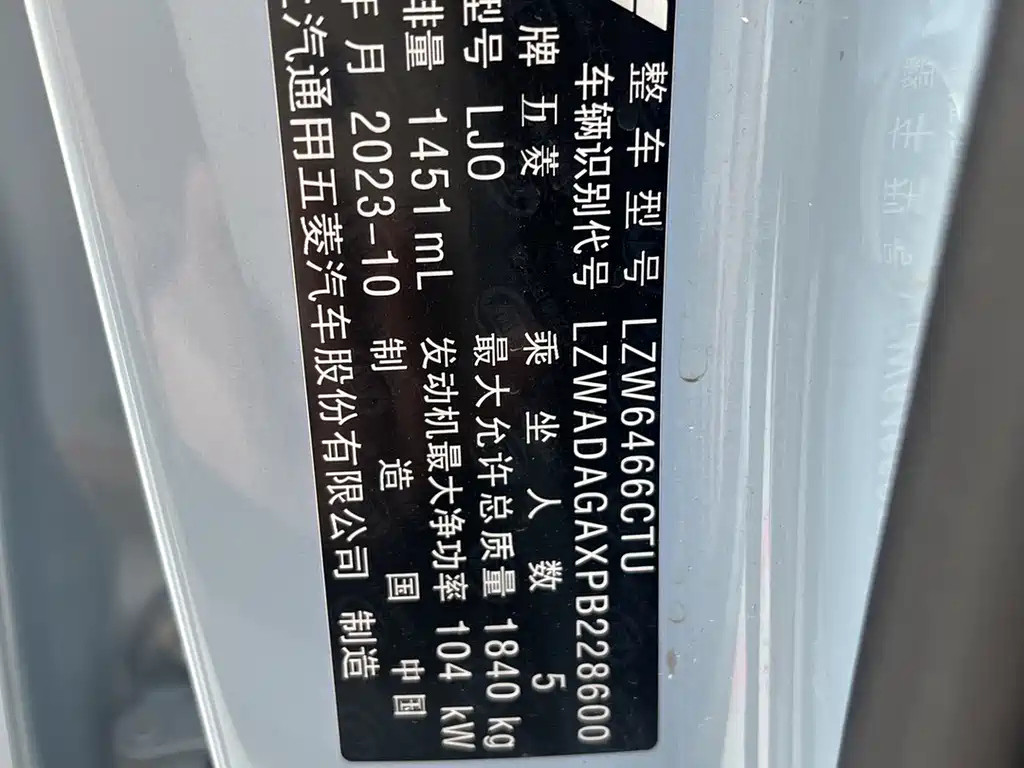 整车型号 LZW6466CTU
车辆识别代号 LZWADAGAXPB228600
牌 五菱 乘坐人数 5
型号 LJO 最大允许总质量 1840 kg
排量 1451mL 发动机最大净功率 104 kW
年月 2023-10 制造国 中国
上汽通用五菱汽车股份有限公司 制造